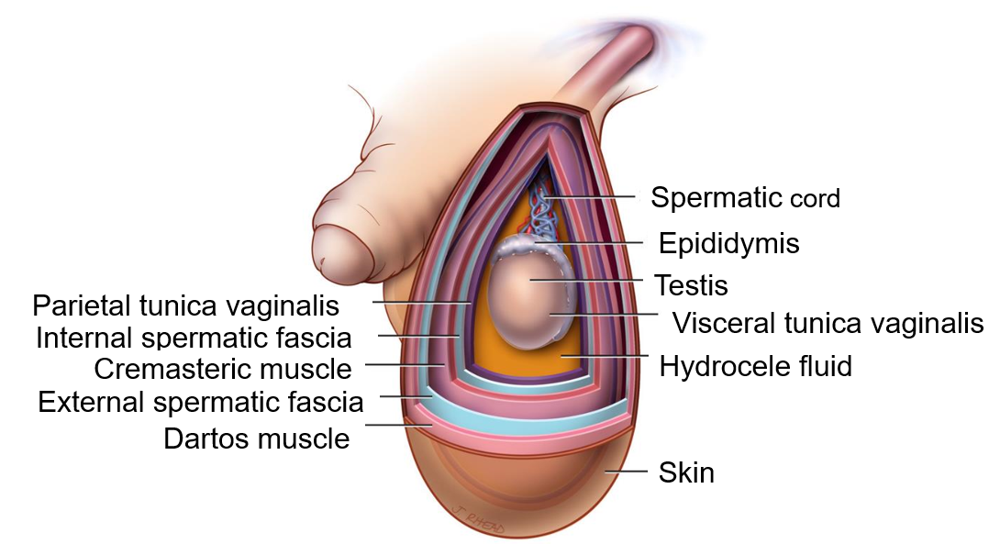 Spermatic cord
Epididymis
Testis
Visceral tunica vaginalis
Hydrocele fluid
Skin
Parietal tunica vaginalis
Internal spermatic fascia
Cremasteric muscle
External spermatic fascia
Dartos muscle
J RHEAD